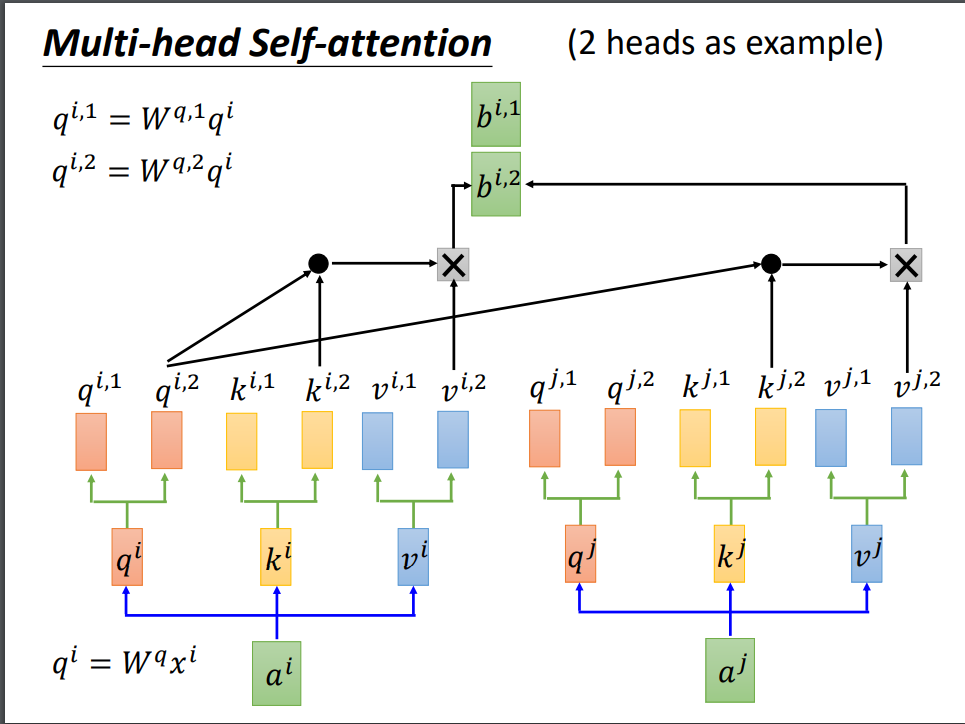 Multi-head Self-attention (2 heads as example)
q^{i,1} = W^{q,1}q^{i}
q^{i,2} = W^{q,2}q^{i}
b^{i,1}
b^{i,2}
q^{i,1} q^{i,2} k^{i,1} k^{i,2} v^{i,1} v^{i,2} q^{j,1} q^{j,2} k^{j,1} k^{j,2} v^{j,1} v^{j,2}
q^{i} k^{i} v^{i} q^{j} k^{j} v^{j}
q^{i} = W^{q}x^{i} a^{i} a^{j}